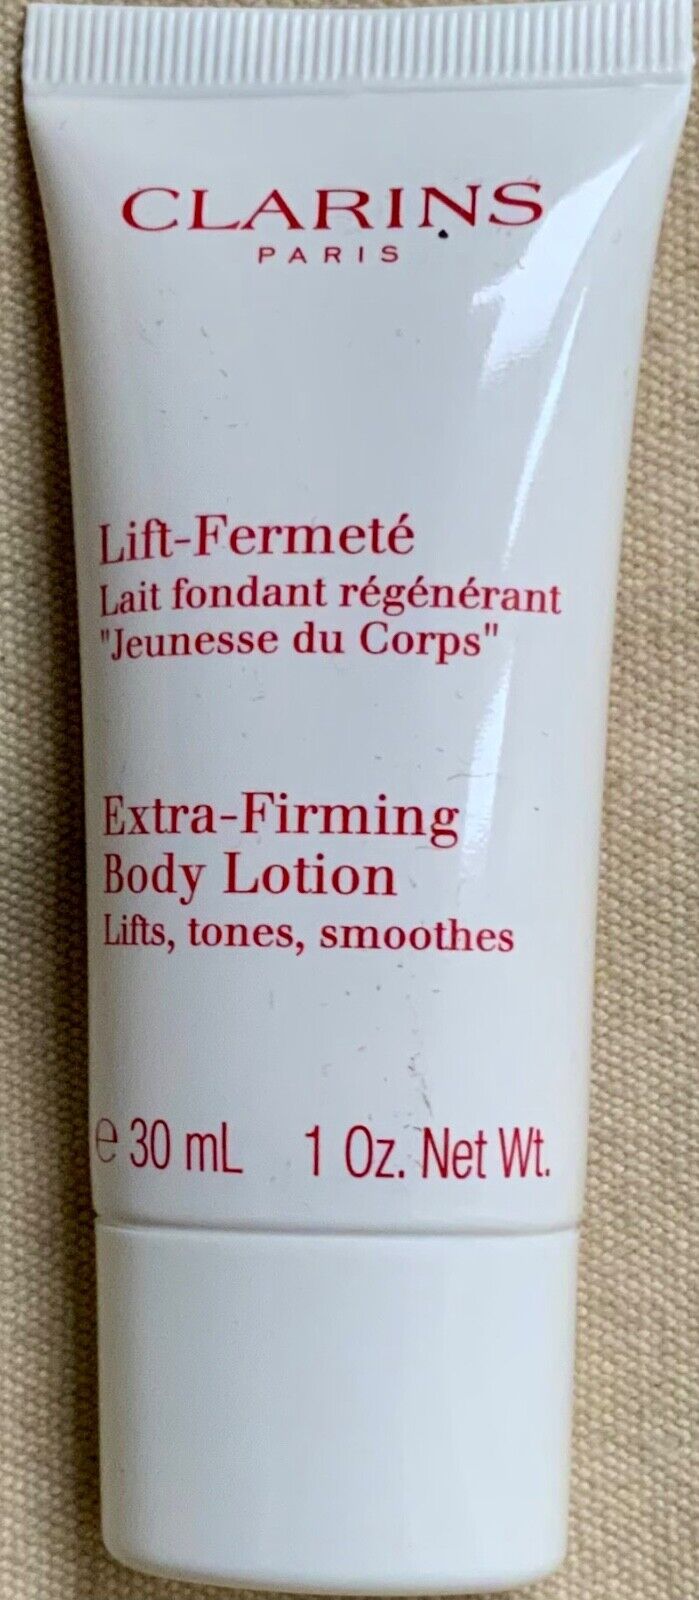 CLARINS
PARIS
Lift-Fermeté
Lait fondant régénérant
"Jeunesse du Corps"
Extra-Firming
Body Lotion
Lifts, tones, smoothes
℮ 30 mL 1 Oz. Net Wt.